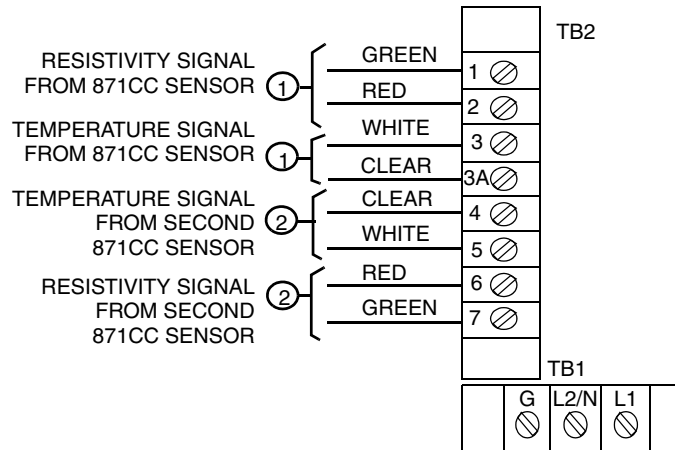 TB2
RESISTIVITY SIGNAL
FROM 871CC SENSOR
1
GREEN
1
RED
2
TEMPERATURE SIGNAL
FROM 871CC SENSOR
1
WHITE
3
CLEAR
3A
TEMPERATURE SIGNAL
FROM SECOND
871CC SENSOR
2
CLEAR
4
WHITE
5
RESISTIVITY SIGNAL
FROM SECOND
871CC SENSOR
2
RED
6
GREEN
7
TB1
G L2/N L1